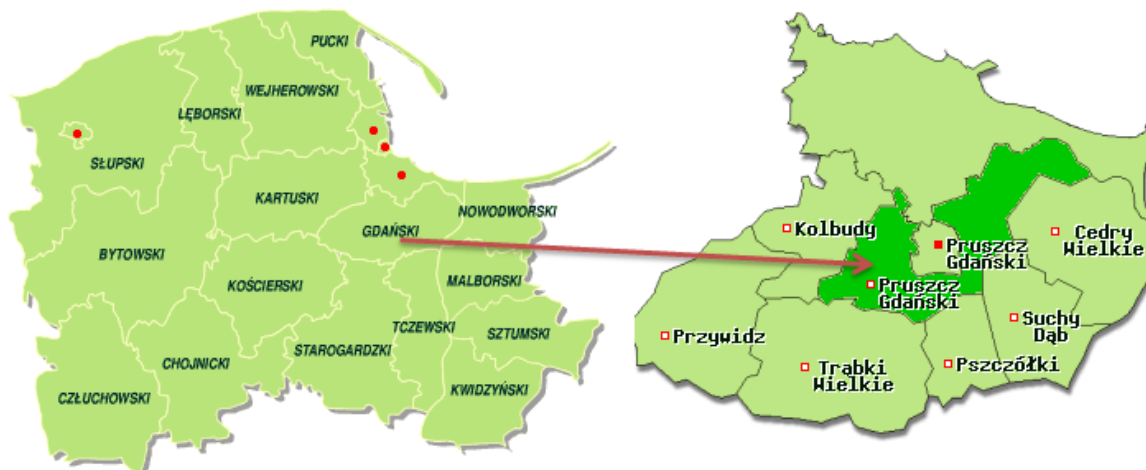 PUCKI
WEJHEROWSKI
LĘBORSKI
SŁUPSKI
KARTUSKI
NOWODWORSKI
GDAŃSKI
BYTOWSKI
MALBORSKI
KOŚCIERSKI
TCZEWSKI
SZTUMSKI
STAROGARDZKI
CHOJNICKI
KWIDZYŃSKI
CZŁUCHOWSKI
Kolbudy
Cedry
Wielkie
Pruszcz
Gdański
Pruszcz
Gdański
Suchy
Dąb
Przywidz
Pszczółki
Trąbki
Wielkie